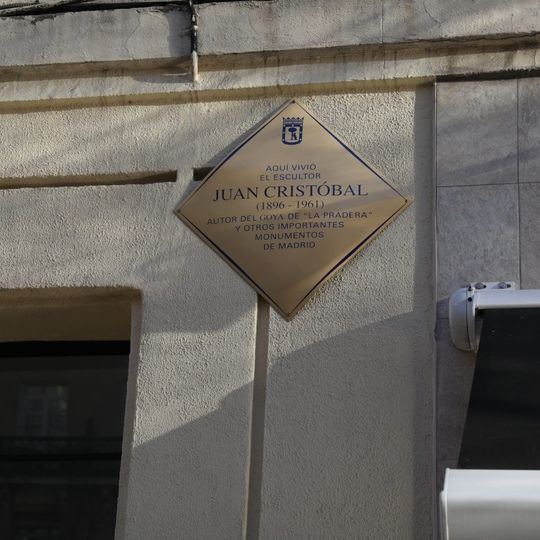 AQUÍ VIVIÓ
EL ESCULTOR
JUAN CRISTÓBAL
(1896 - 1961)
AUTOR DEL GOYA DE "LA PRADERA"
Y OTROS IMPORTANTES
MONUMENTOS
DE MADRID